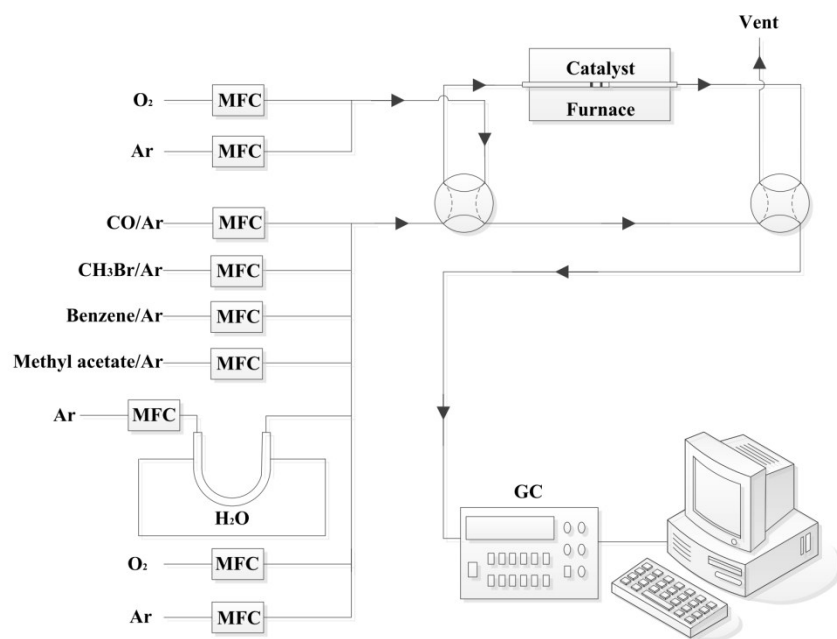 Vent
Catalyst
Furnace
O₂ MFC
Ar MFC
CO/Ar MFC
CH₃Br/Ar MFC
Benzene/Ar MFC
Methyl acetate/Ar MFC
Ar MFC
H₂O
GC
O₂ MFC
Ar MFC